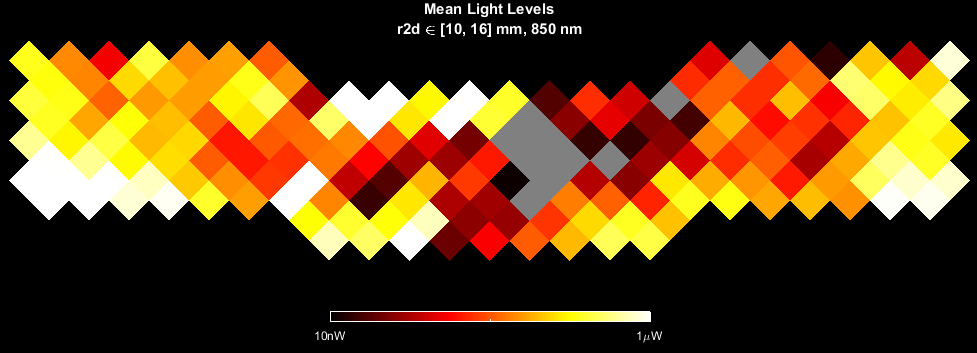 Mean Light Levels
r2d ∈ [10, 16] mm, 850 nm
10nW
1μW